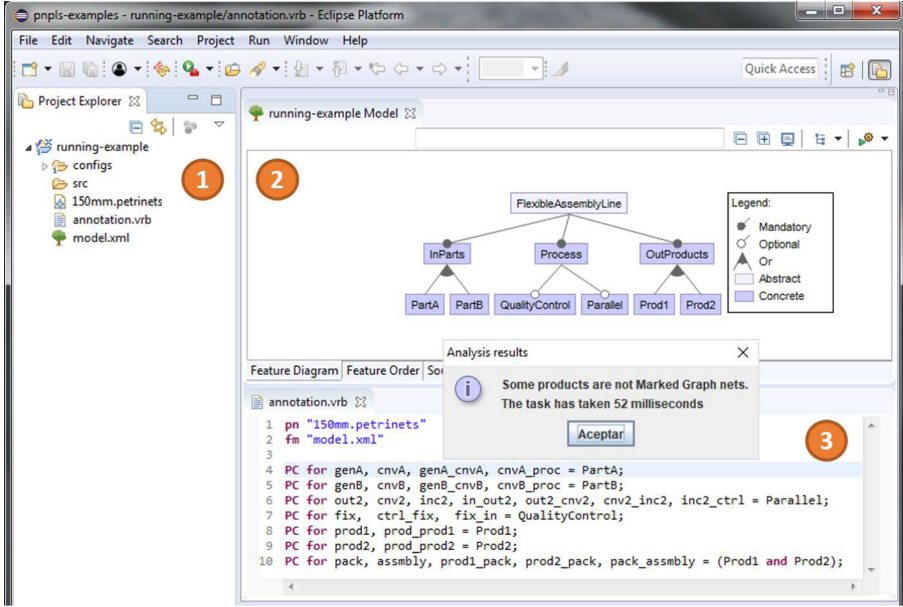 pnpls-examples - running-example/annotation.vrb - Eclipse Platform
File Edit Navigate Search Project Run Window Help
Quick Access
Project Explorer
running-example
configs
src
150mm.petrinets
annotation.vrb
model.xml
1
running-example Model
2
FlexibleAssemblyLine
InParts Process OutProducts
PartA PartB QualityControl Parallel Prod1 Prod2
Legend:
Mandatory
Optional
Or
Abstract
Concrete
Feature Diagram Feature Order
Analysis results
Some products are not Marked Graph nets.
The task has taken 52 milliseconds
Aceptar
annotation.vrb
3
1 pn "150mm.petrinets"
2 fm "model.xml"
3
4 PC for genA, cnvA, genA_cnvA, cnvA_proc = PartA;
5 PC for genB, cnvB, genB_cnvB, cnvB_proc = PartB;
6 PC for out2, cnv2, inc2, in_out2, out2_cnv2, cnv2_inc2, inc2_ctrl = Parallel;
7 PC for fix, ctrl_fix, fix_in = QualityControl;
8 PC for prod1, prod_prod1 = Prod1;
9 PC for prod2, prod_prod2 = Prod2;
10 PC for pack, assmbly, prod1_pack, prod2_pack, pack_assmbly = (Prod1 and Prod2);